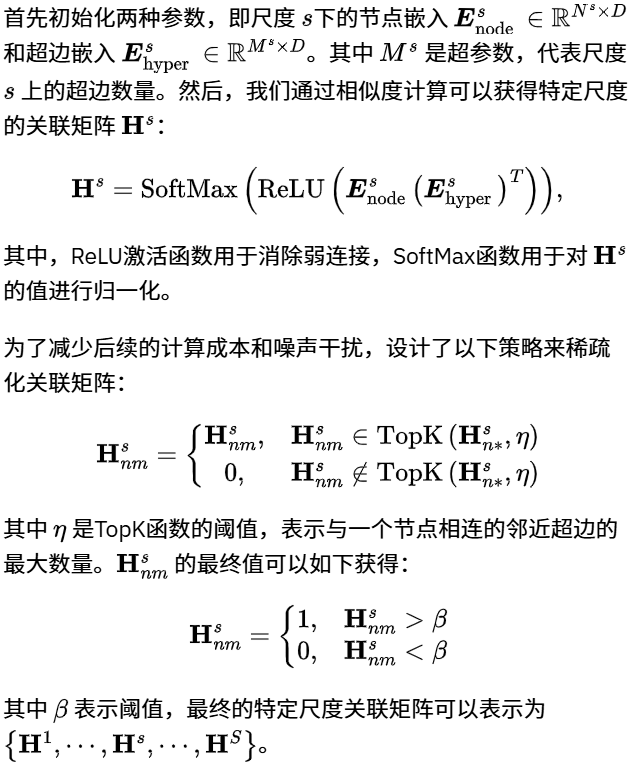 首先初始化两种参数，即尺度 s下的节点嵌入 $\boldsymbol{E}^{s}_{\text{node}} \in \mathbb{R}^{N^{s} \times D}$
和超边嵌入 $\boldsymbol{E}^{s}_{\text{hyper}} \in \mathbb{R}^{M^{s} \times D}$。其中 $M^{s}$ 是超参数，代表尺度
s 上的超边数量。然后，我们通过相似度计算可以获得特定尺度
的关联矩阵 $\mathbf{H}^{s}$：
$\mathbf{H}^{s} = \text{SoftMax}\left(\text{ReLU}\left(\boldsymbol{E}^{s}_{\text{node}}\left(\boldsymbol{E}^{s}_{\text{hyper}}\right)^{T}\right)\right),$
其中，ReLU激活函数用于消除弱连接，SoftMax函数用于对 $\mathbf{H}^{s}$
的值进行归一化。
为了减少后续的计算成本和噪声干扰，设计了以下策略来稀疏
化关联矩阵：
$\mathbf{H}^{s}_{nm} = \begin{cases} \mathbf{H}^{s}_{nm}, & \mathbf{H}^{s}_{nm} \in \text{TopK}\left(\mathbf{H}^{s}_{n*}, \eta\right) \\ 0, & \mathbf{H}^{s}_{nm} \notin \text{TopK}\left(\mathbf{H}^{s}_{n*}, \eta\right) \end{cases}$
其中 $\eta$ 是TopK函数的阈值，表示与一个节点相连的邻近超边的
最大数量。$\mathbf{H}^{s}_{nm}$ 的最终值可以如下获得：
$\mathbf{H}^{s}_{nm} = \begin{cases} 1, & \mathbf{H}^{s}_{nm} > \beta \\ 0, & \mathbf{H}^{s}_{nm} < \beta \end{cases}$
其中 $\beta$ 表示阈值，最终的特定尺度关联矩阵可以表示为
$\left\{\mathbf{H}^{1}, \cdots, \mathbf{H}^{s}, \cdots, \mathbf{H}^{S}\right\}$。